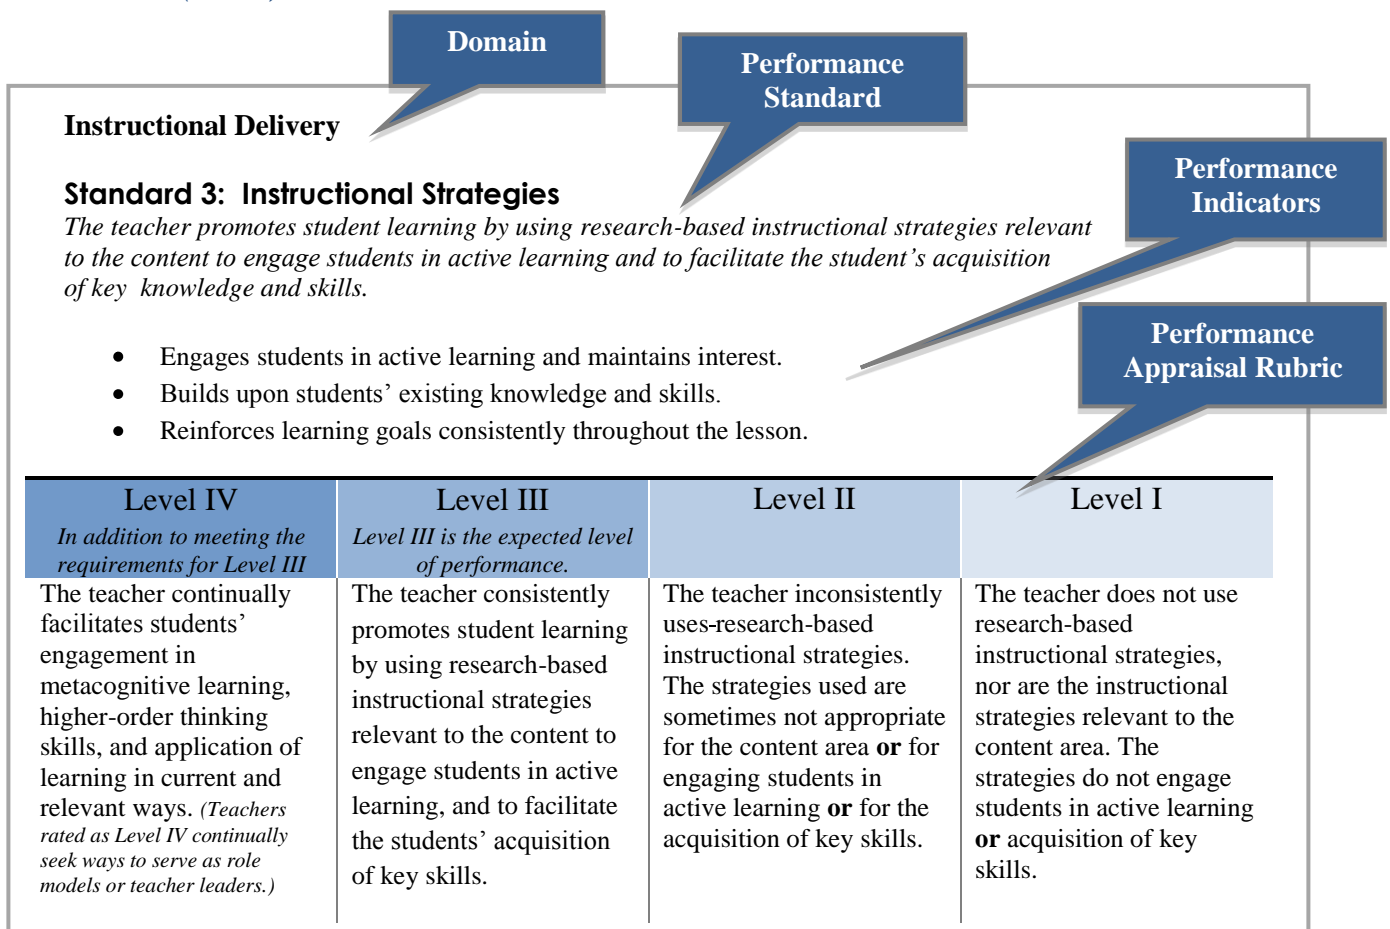 Domain
Performance
Standard
Instructional Delivery
Performance
Indicators
Standard 3: Instructional Strategies
The teacher promotes student learning by using research-based instructional strategies relevant
to the content to engage students in active learning and to facilitate the student’s acquisition
of key knowledge and skills.
Performance
Appraisal Rubric
• Engages students in active learning and maintains interest.
• Builds upon students’ existing knowledge and skills.
• Reinforces learning goals consistently throughout the lesson.
Level IV
In addition to meeting the
requirements for Level III
Level III
Level III is the expected level
of performance.
Level II
Level I
The teacher continually
facilitates students’
engagement in
metacognitive learning,
higher-order thinking
skills, and application of
learning in current and
relevant ways. (Teachers
rated as Level IV continually
seek ways to serve as role
models or teacher leaders.)
The teacher consistently
promotes student learning
by using research-based
instructional strategies
relevant to the content to
engage students in active
learning, and to facilitate
the students’ acquisition
of key skills.
The teacher inconsistently
uses-research-based
instructional strategies.
The strategies used are
sometimes not appropriate
for the content area or for
engaging students in
active learning or for the
acquisition of key skills.
The teacher does not use
research-based
instructional strategies,
nor are the instructional
strategies relevant to the
content area. The
strategies do not engage
students in active learning
or acquisition of key
skills.